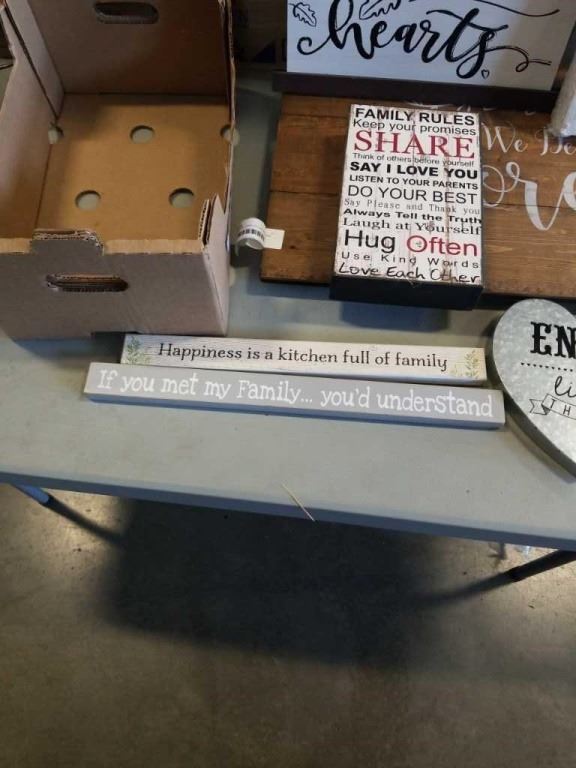 hearts
FAMILY RULES
Keep your promises
SHARE
Think of others before yourself
SAY I LOVE YOU
LISTEN TO YOUR PARENTS
DO YOUR BEST
Say Please and Thank you
Always Tell the Truth
Laugh at Yourself
Hug Often
Use Kind Words
Love Each Other
We
Happiness is a kitchen full of family
If you met my Family... you'd understand
EN
li
TH